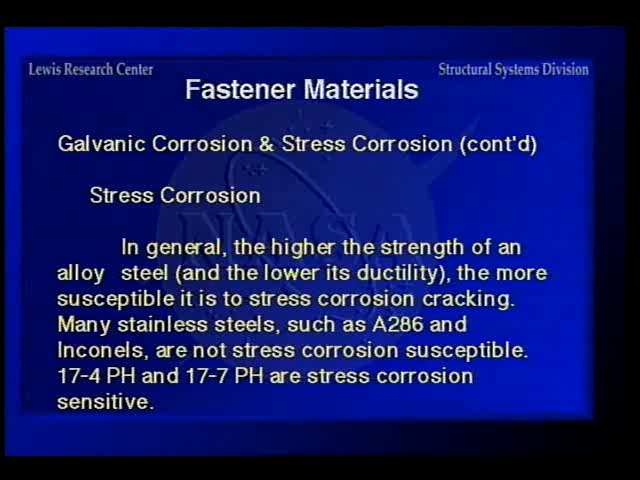 Lewis Research Center
Structural Systems Division
Fastener Materials
Galvanic Corrosion & Stress Corrosion (cont'd)
Stress Corrosion
In general, the higher the strength of an
alloy steel (and the lower its ductility), the more
susceptible it is to stress corrosion cracking.
Many stainless steels, such as A286 and
Inconels, are not stress corrosion susceptible.
17-4 PH and 17-7 PH are stress corrosion
sensitive.
NASA